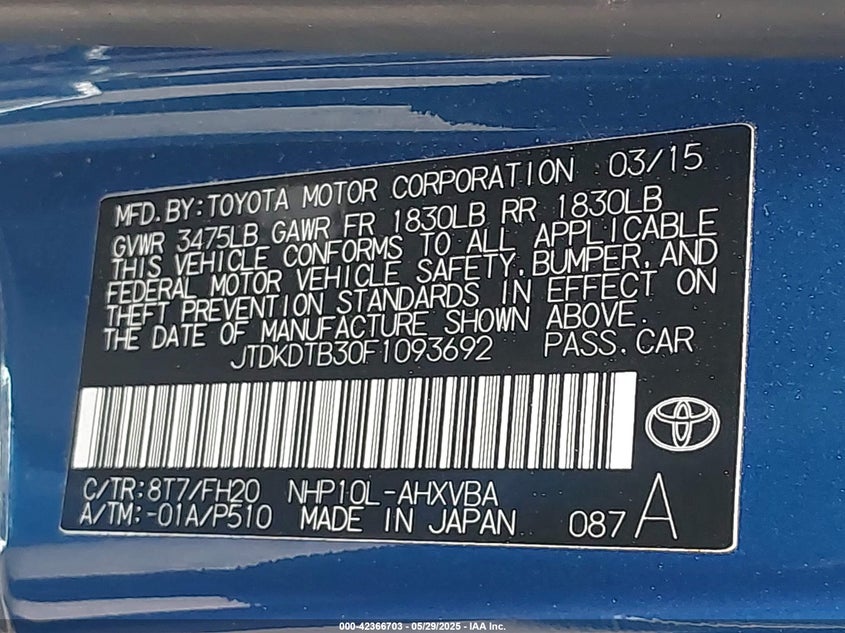 MFD. BY: TOYOTA MOTOR CORPORATION 03/15
GVWR 3475LB GAWR FR 1830LB RR 1830LB
THIS VEHICLE CONFORMS TO ALL APPLICABLE
FEDERAL MOTOR VEHICLE SAFETY, BUMPER, AND
THEFT PREVENTION STANDARDS IN EFFECT ON
THE DATE OF MANUFACTURE SHOWN ABOVE.
JTDKDTB30F1093692 PASS. CAR
C/TR: 8T7/FH20 NHP10L-AHXVBA
A/TM: -01A/P510 MADE IN JAPAN 087 A
000-42366703 - 05/29/2025 - IAA Inc.